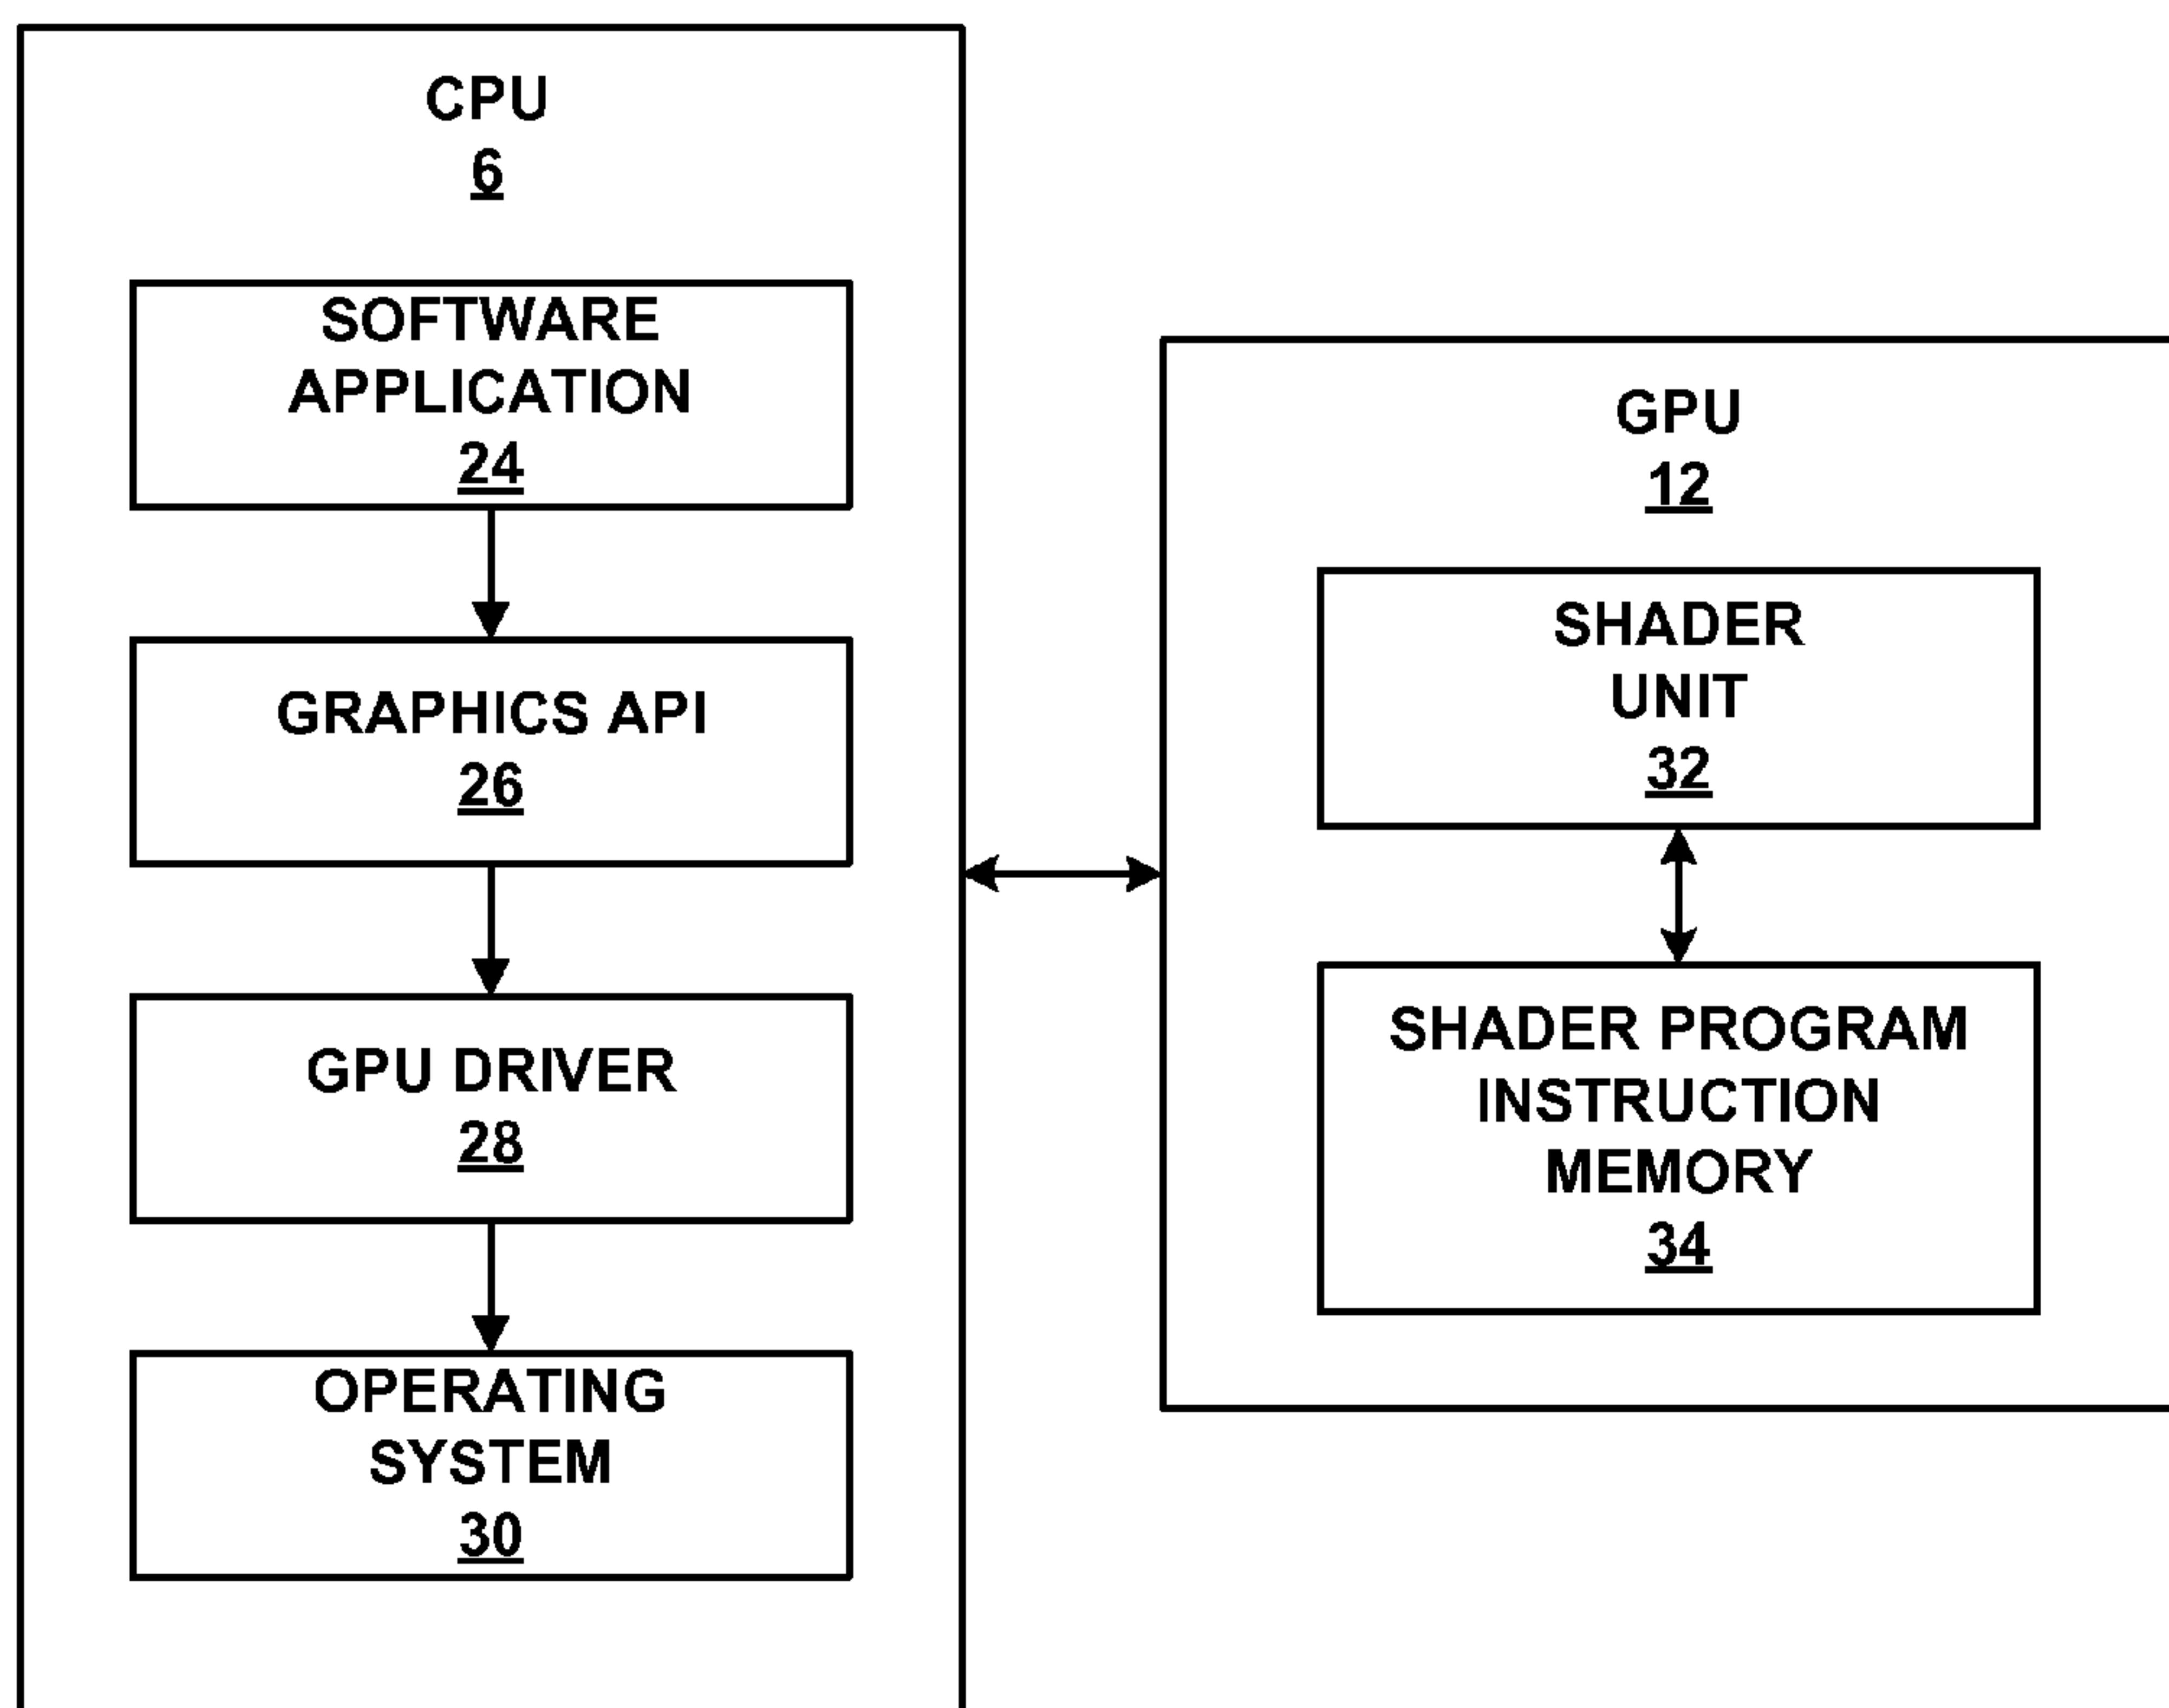 CPU
6
SOFTWARE
APPLICATION
24
GRAPHICS API
26
GPU DRIVER
28
OPERATING
SYSTEM
30
GPU
12
SHADER
UNIT
32
SHADER PROGRAM
INSTRUCTION
MEMORY
34